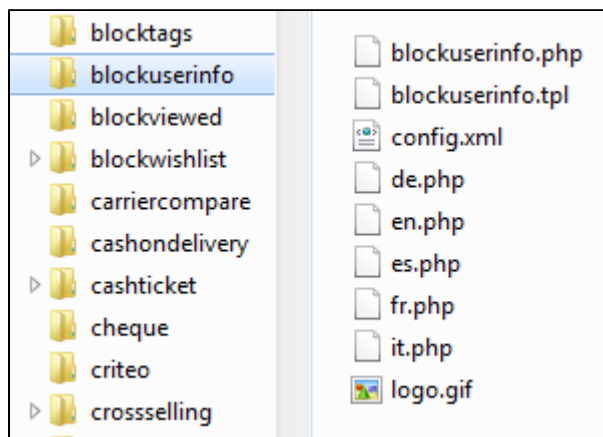 blocktags
blockuserinfo
blockviewed
blockwishlist
carriercompare
cashondelivery
cashticket
cheque
criteo
crossselling
blockuserinfo.php
blockuserinfo.tpl
config.xml
de.php
en.php
es.php
fr.php
it.php
logo.gif